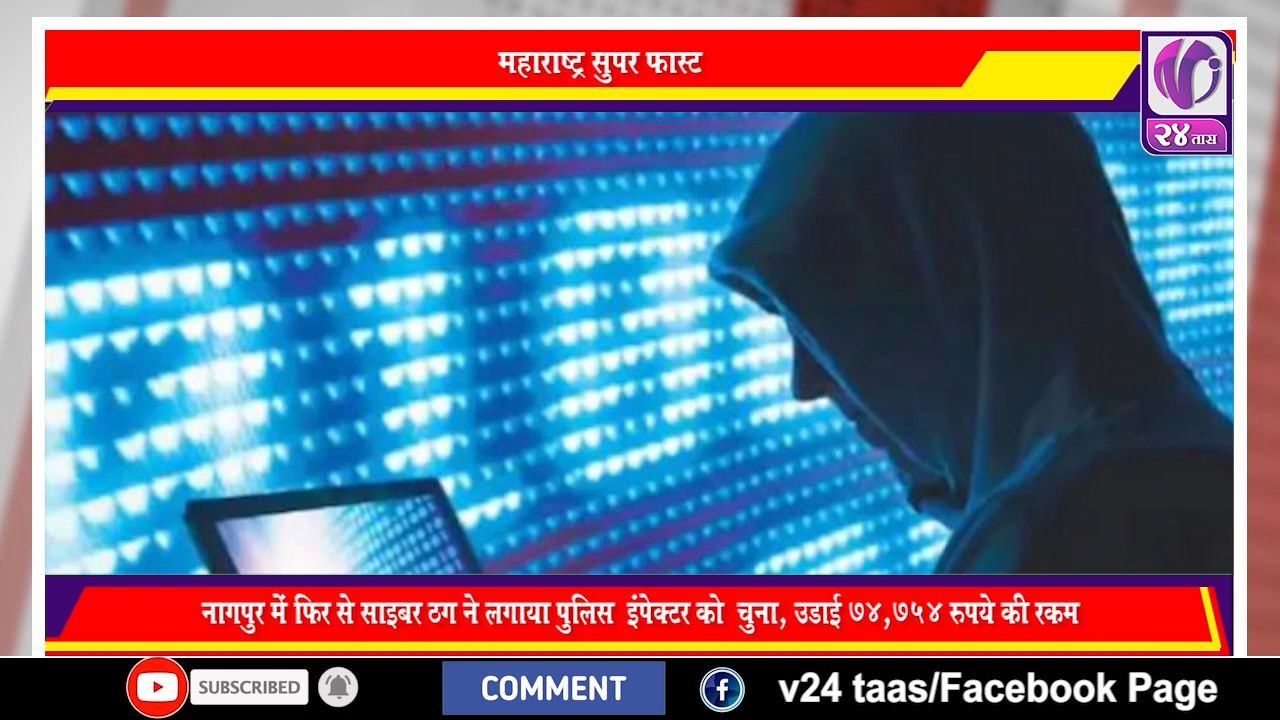 महाराष्ट्र सुपर फास्ट
२४ तास
नागपुर में फिर से साइबर ठग ने लगाया पुलिस इंपेक्टर को चुना, उडाई ७४,७५४ रुपये की रकम
SUBSCRIBED
COMMENT
v24 taas/Facebook Page